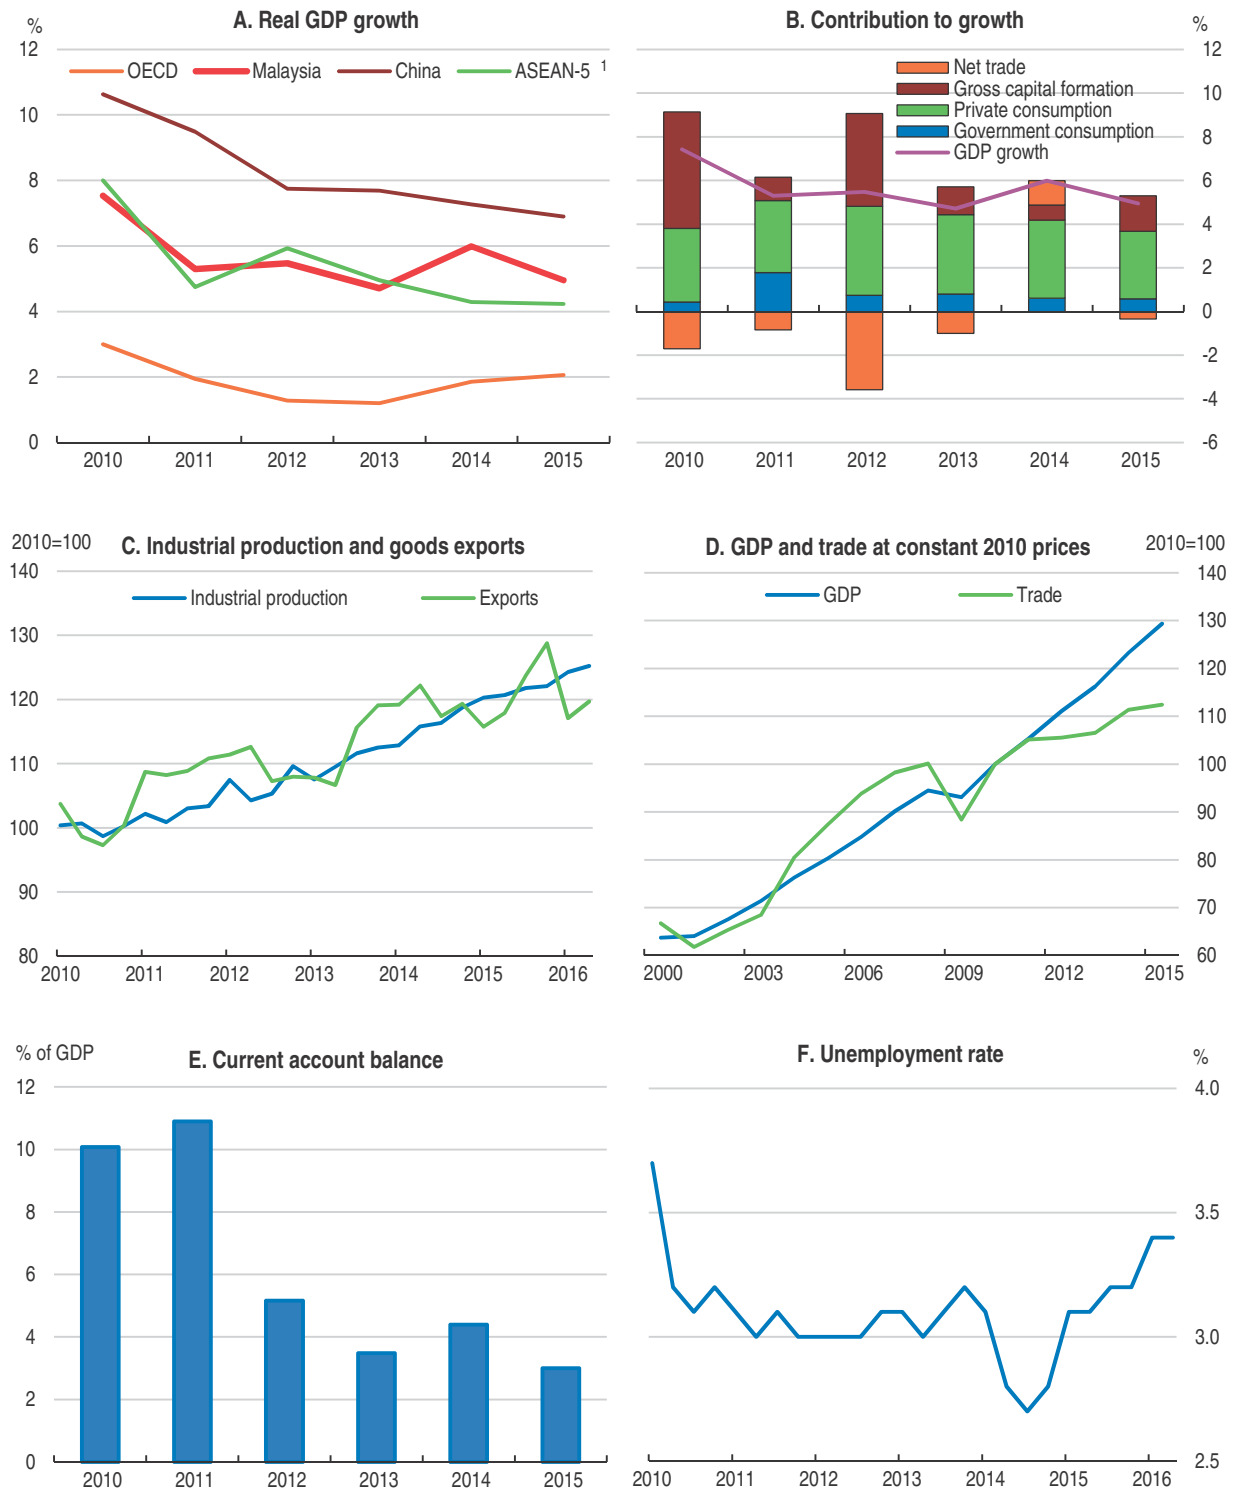 A. Real GDP growth
%
12
10
8
6
4
2
0
OECD Malaysia China ASEAN-5 1
2010 2011 2012 2013 2014 2015
B. Contribution to growth
%
12
10
8
6
4
2
0
-2
-4
-6
Net trade
Gross capital formation
Private consumption
Government consumption
GDP growth
2010 2011 2012 2013 2014 2015
2010=100
C. Industrial production and goods exports
140
130
120
110
100
90
80
Industrial production Exports
2010 2011 2012 2013 2014 2015 2016
D. GDP and trade at constant 2010 prices
2010=100
140
130
120
110
100
90
80
70
60
GDP Trade
2000 2003 2006 2009 2012 2015
% of GDP
E. Current account balance
12
10
8
6
4
2
0
2010 2011 2012 2013 2014 2015
F. Unemployment rate
%
4.0
3.5
3.0
2.5
2010 2011 2012 2013 2014 2015 2016